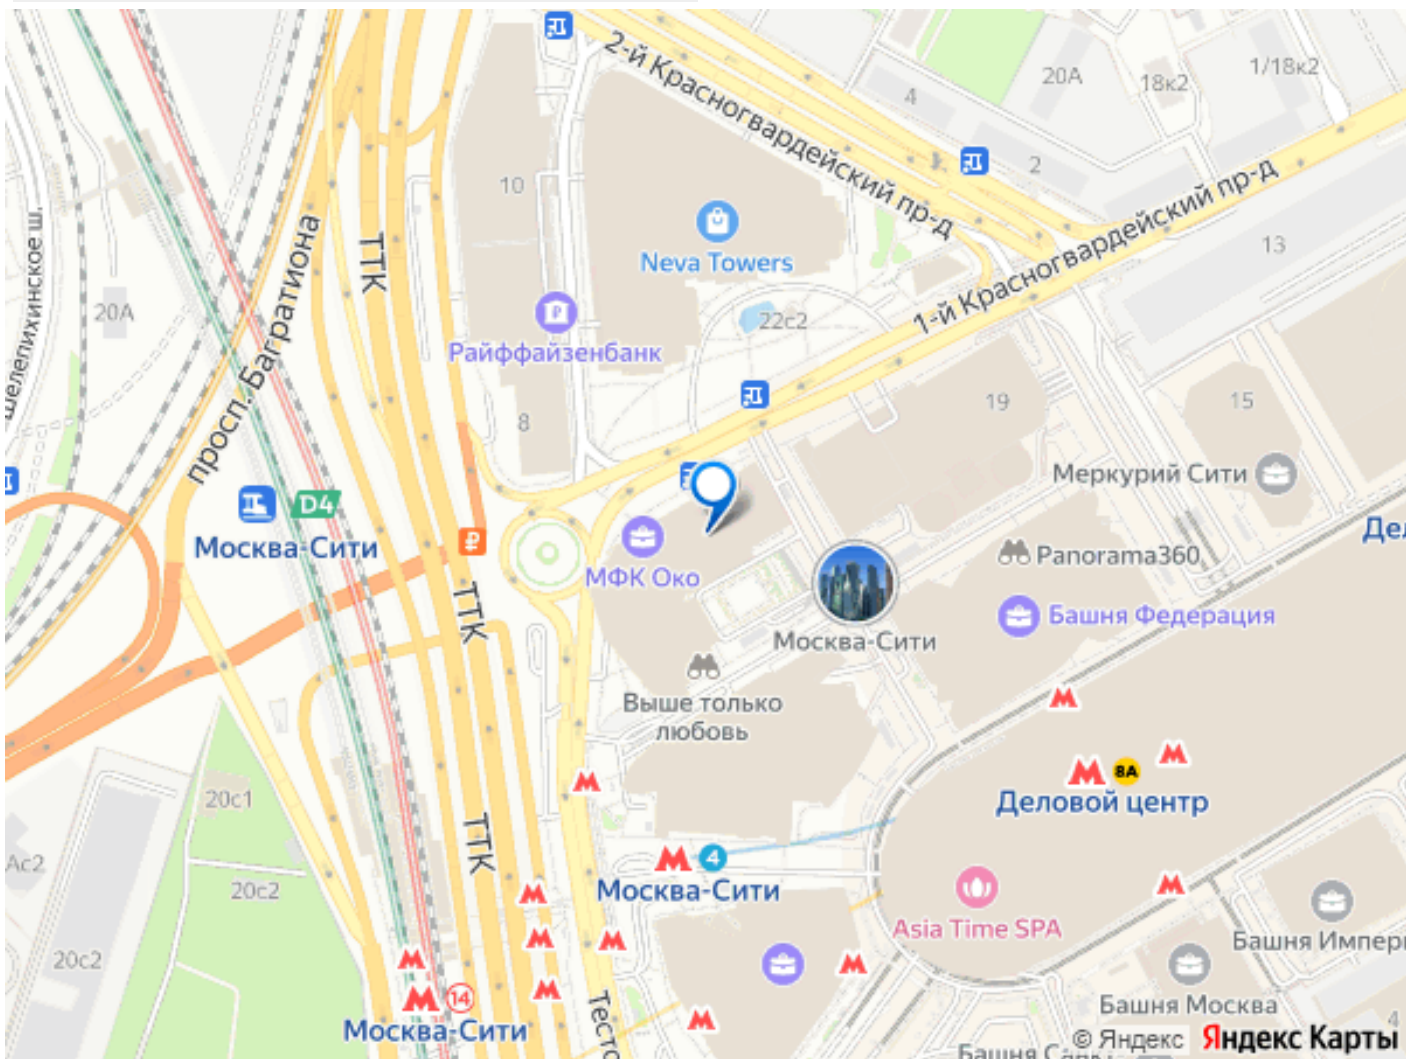 2-й Красногвардейский пр-д
20А
18к2
1/18к2
4
2
10
13
Neva Towers
1-й Красногвардейский пр-д
ТТК
просп. Багратиона
шелепихинское ш.
20А
22с2
Райффайзенбанк
8
19
15
Меркурий Сити
D4
Москва-Сити
₽
МФК Око
Panorama360
Башня Федерация
Москва-Сити
ТТК
Выше только
любовь
8А
Деловой центр
20с1
ТТК
4
Москва-Сити
20с2
Asia Time SPA
20с2
14
Москва-Сити
Башня Москва
4
© Яндекс
Яндекс Карты